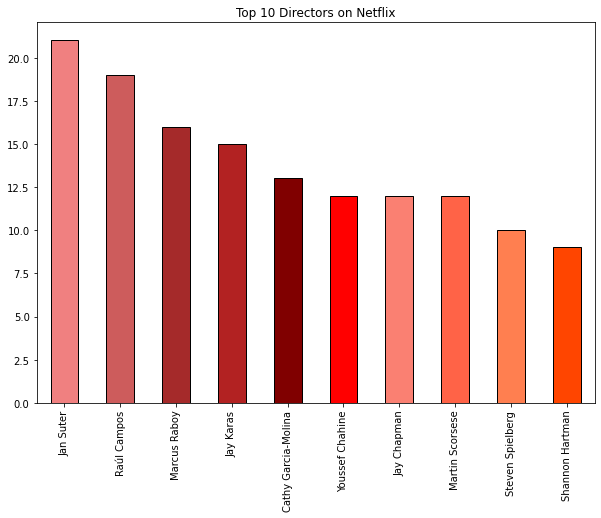 Top 10 Directors on Netflix
20.0
17.5
15.0
12.5
10.0
7.5
5.0
2.5
0.0
Jan Suter
Raúl Campos
Marcus Raboy
Jay Karas
Cathy Garcia-Molina
Youssef Chahine
Jay Chapman
Martin Scorsese
Steven Spielberg
Shannon Hartman